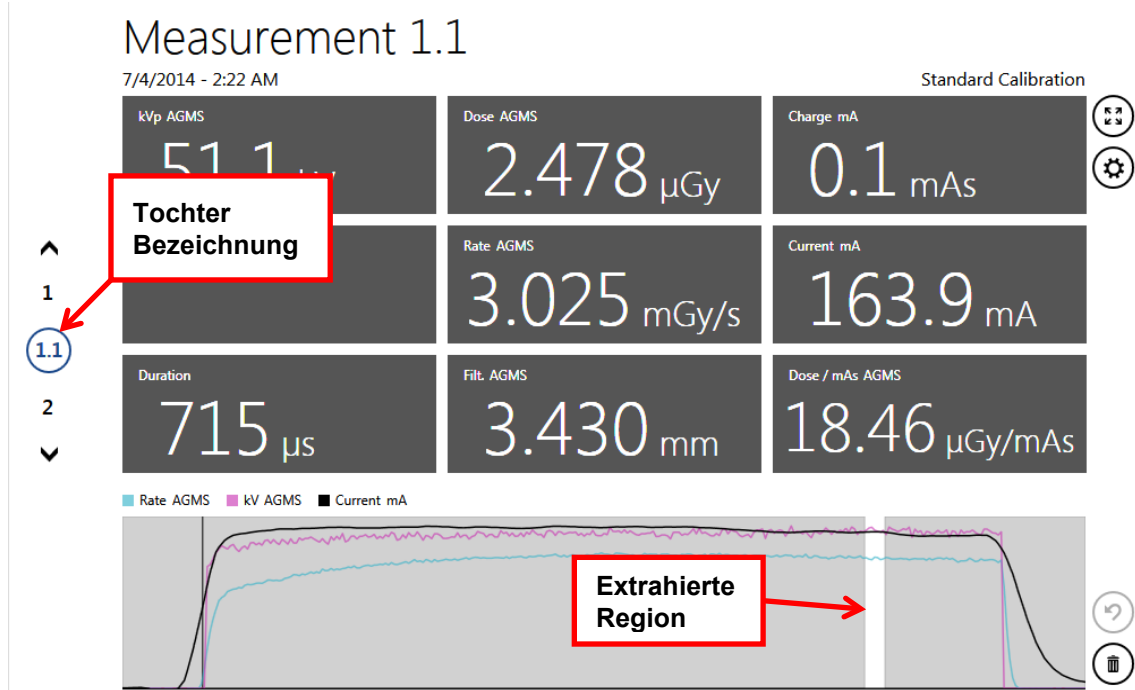 Measurement 1.1
7/4/2014 - 2:22 AM
Standard Calibration
kVp AGMS
51.1
Dose AGMS
2.478 µGy
Charge mA
0.1 mAs
Tochter
Bezeichnung
1
1.1
2
Rate AGMS
3.025 mGy/s
Current mA
163.9 mA
Duration
715 µs
Filt. AGMS
3.430 mm
Dose / mAs AGMS
18.46 µGy/mAs
Rate AGMS kV AGMS Current mA
Extrahierte
Region